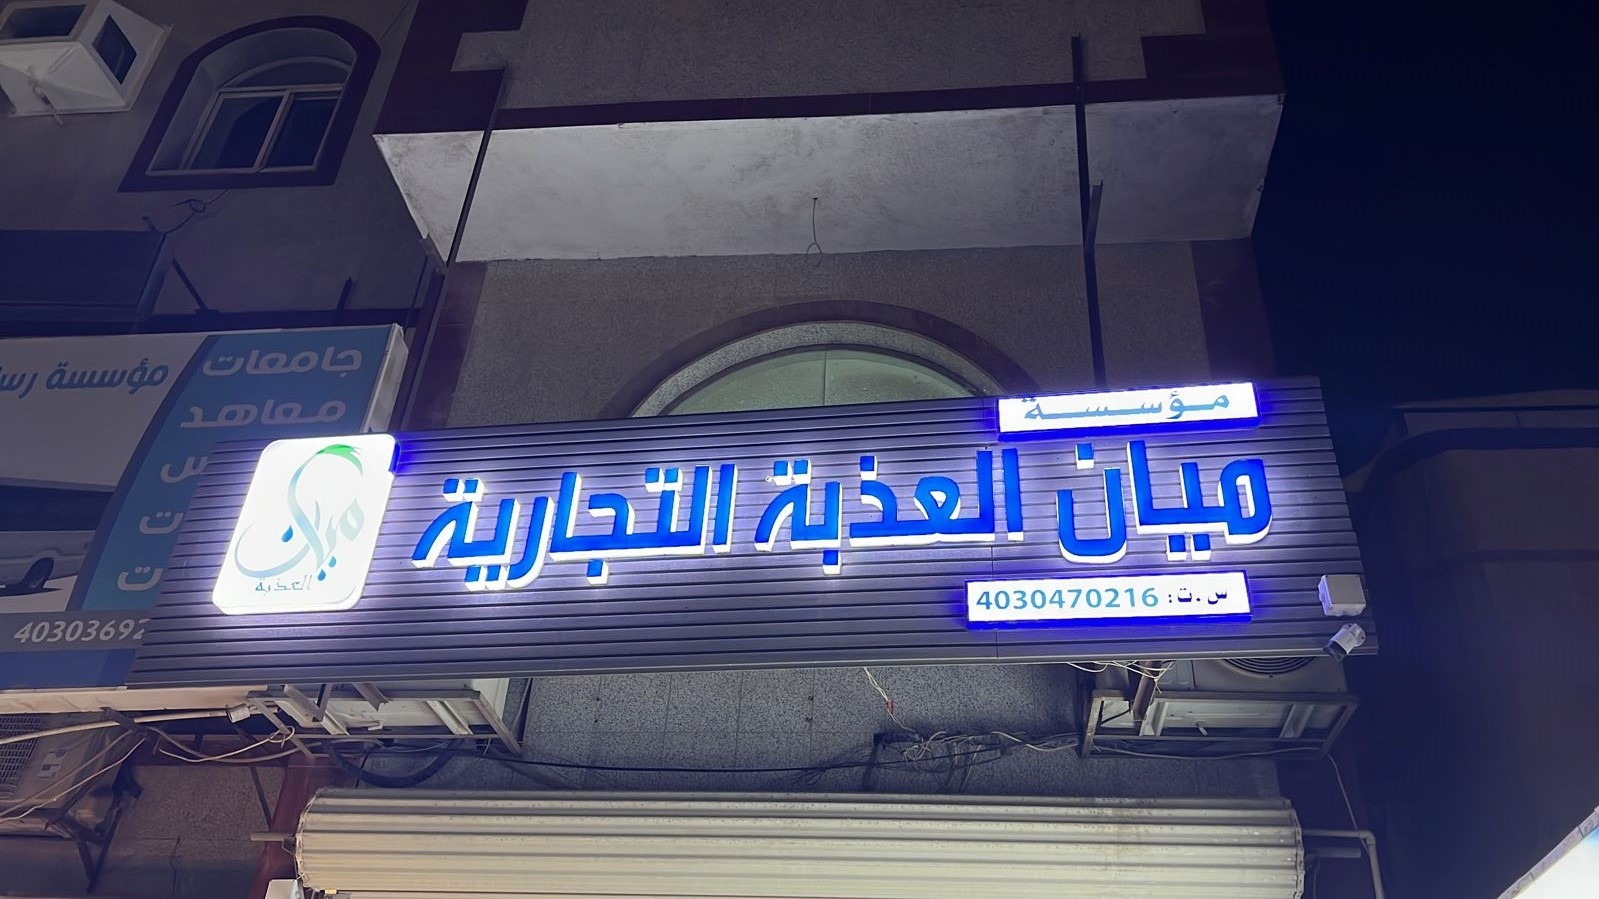 مؤسسة
ميان العذبة التجارية
س.ت: 4030470216
ميان
العذبة
جامعات
معاهد
مؤسسة